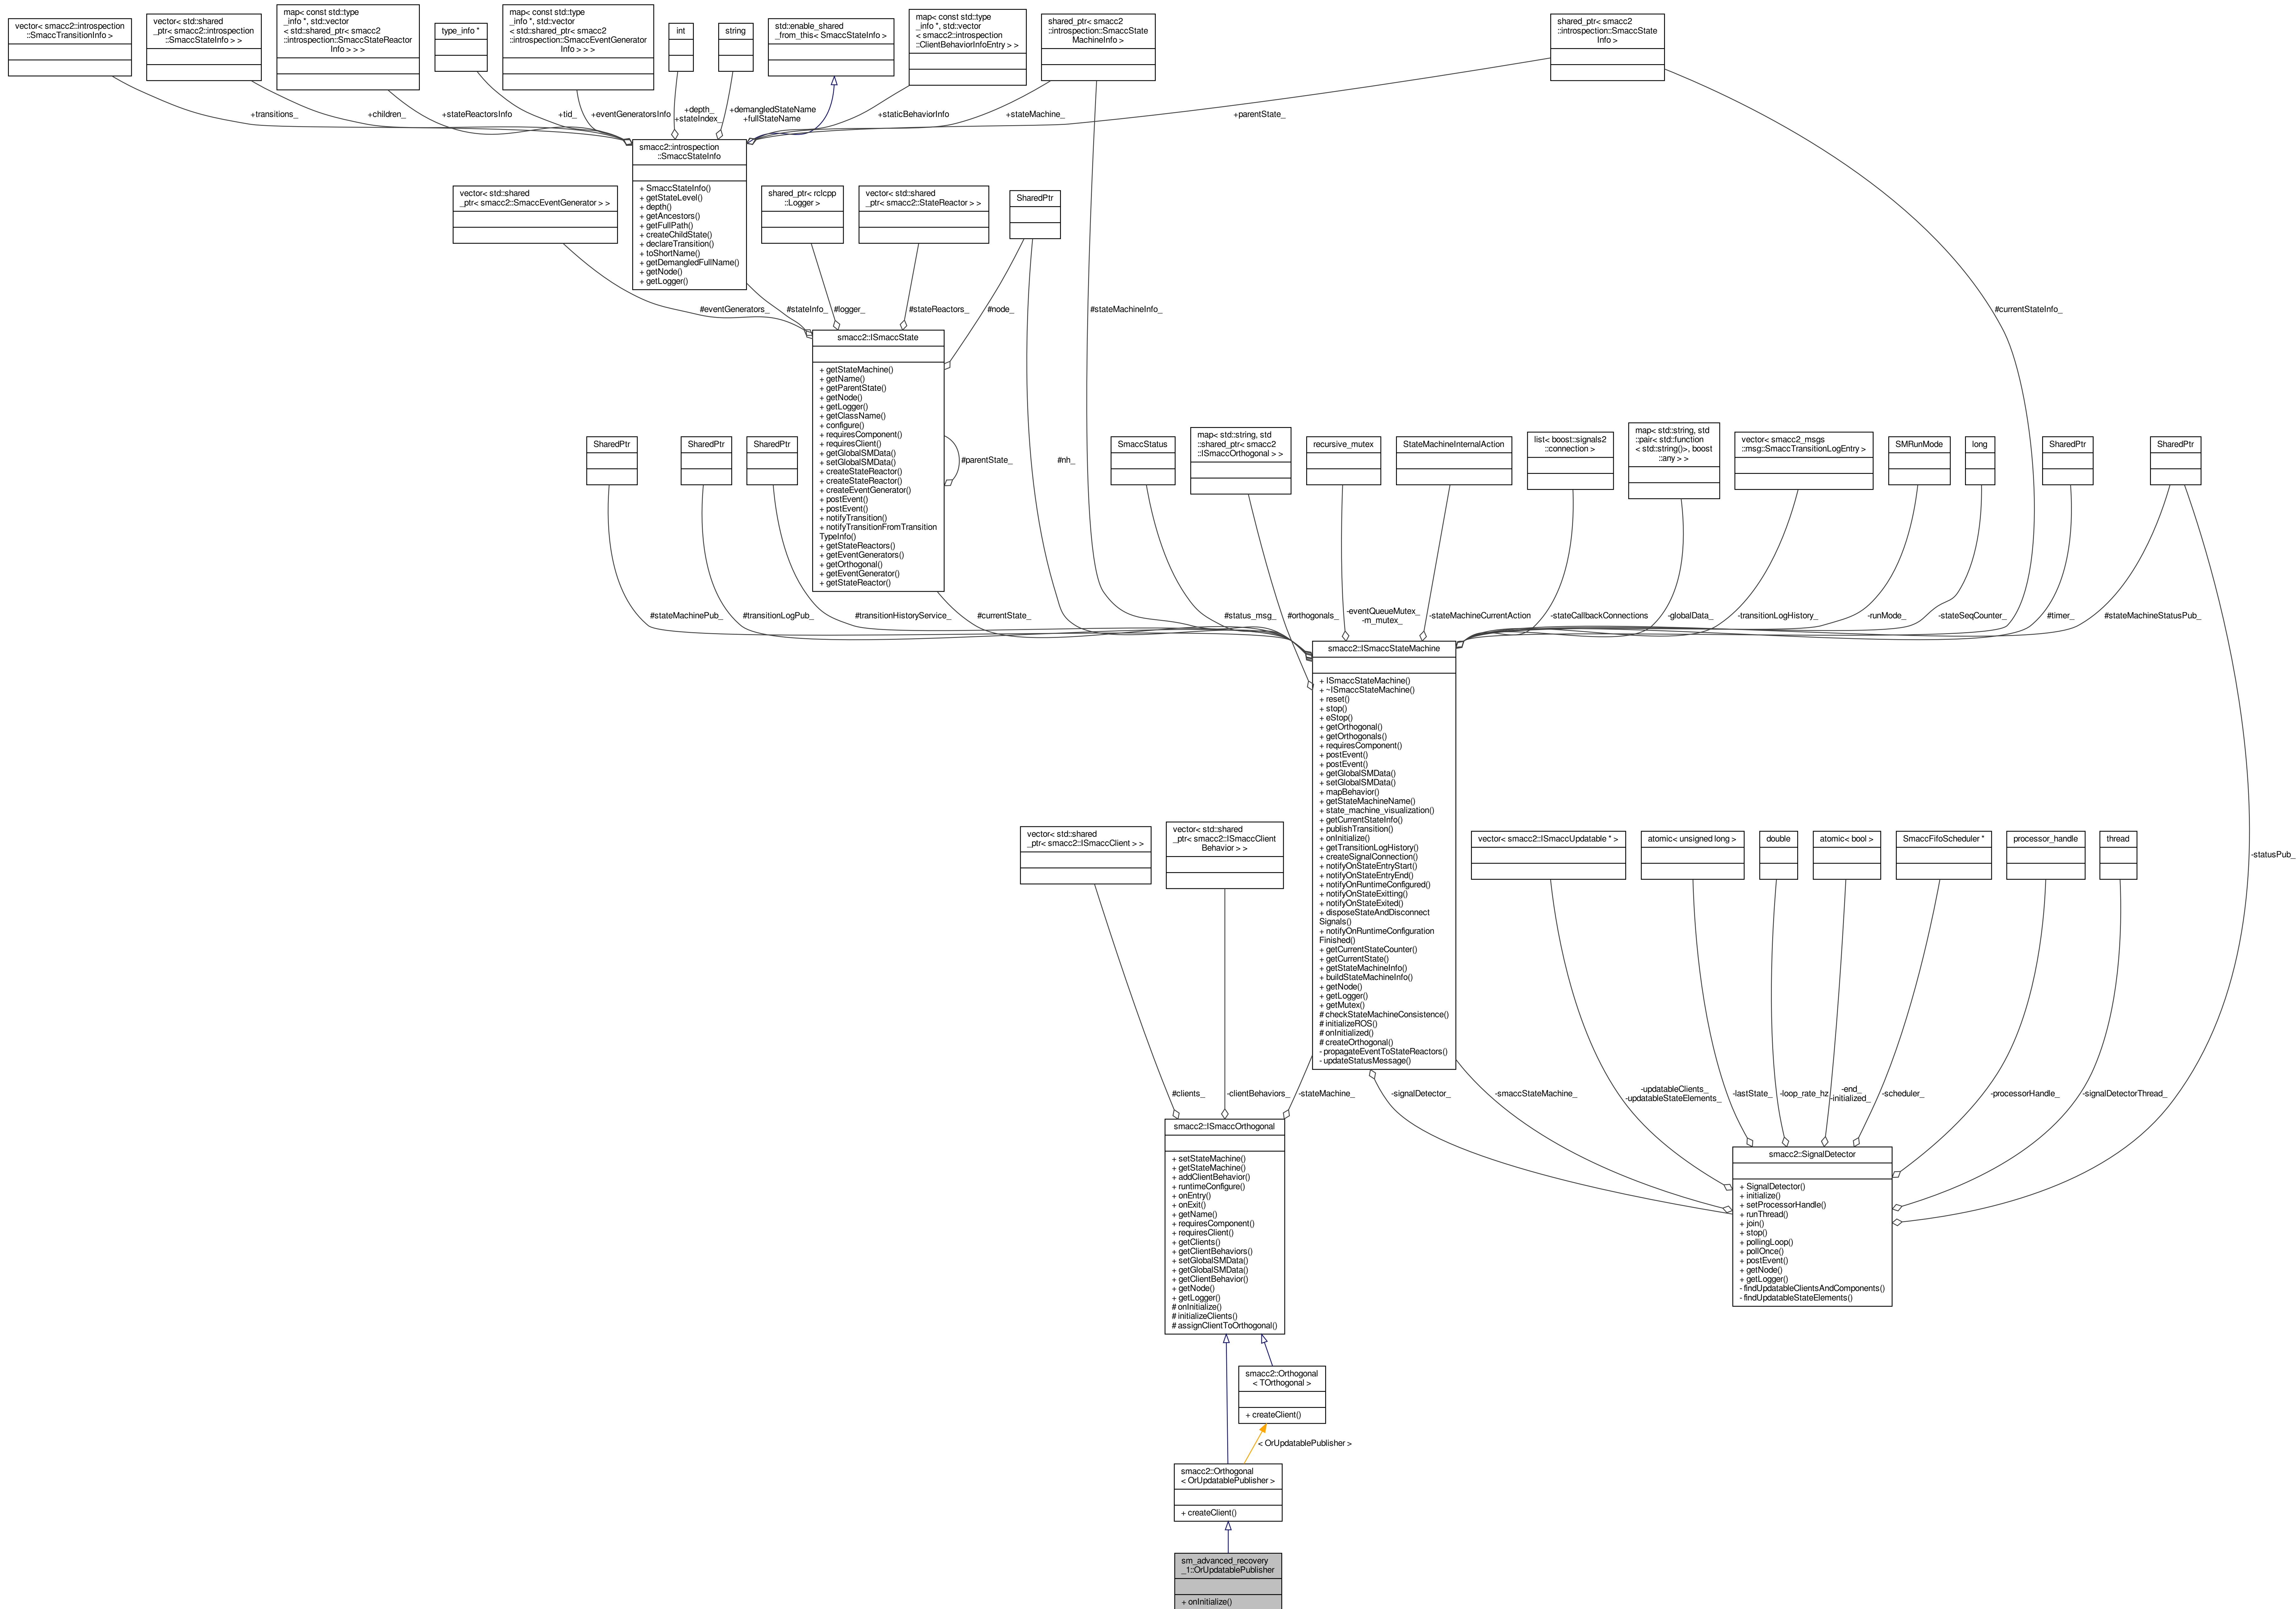 vector< smacc2::introspection
::SmaccTransitionInfo >
vector< std::shared
_ptr< smacc2::introspection
::SmaccStateInfo > >
map< const std::type
_info *, std::vector
< std::shared_ptr< smacc2
::introspection::SmaccStateReactor
Info > > >
type_info *
map< const std::type
_info *, std::vector
< std::shared_ptr< smacc2
::introspection::SmaccEventGenerator
Info > > >
int
string
std::enable_shared
_from_this< SmaccStateInfo >
map< const std::type
_info *, std::vector
< smacc2::introspection
::ClientBehaviorInfoEntry > >
shared_ptr< smacc2
::introspection::SmaccState
MachineInfo >
shared_ptr< smacc2
::introspection::SmaccState
Info >
+transitions_
+children_
+stateReactorsInfo
+tid_
+eventGeneratorsInfo
+depth_
+stateIndex_
+demangledStateName
+fullStateName
+staticBehaviorInfo
+stateMachine_
+parentState_
smacc2::introspection
::SmaccStateInfo
+ SmaccStateInfo()
+ getStateLevel()
+ depth()
+ getAncestors()
+ getFullPath()
+ createChildState()
+ declareTransition()
+ toShortName()
+ getDemangledFullName()
+ getNode()
+ getLogger()
vector< std::shared
_ptr< smacc2::SmaccEventGenerator > >
shared_ptr< rclcpp
::Logger >
vector< std::shared
_ptr< smacc2::StateReactor > >
SharedPtr
#eventGenerators_
#stateInfo_
#logger_
#stateReactors_
#node_
#stateMachineInfo_
#currentStateInfo_
smacc2::ISmaccState
+ getStateMachine()
+ getName()
+ getParentState()
+ getNode()
+ getLogger()
+ getClassName()
+ configure()
+ requiresComponent()
+ requiresClient()
+ getGlobalSMData()
+ setGlobalSMData()
+ createStateReactor()
+ createStateReactor()
+ createEventGenerator()
+ postEvent()
+ postEvent()
+ notifyTransition()
+ notifyTransitionFromTransition
TypeInfo()
+ getStateReactors()
+ getEventGenerators()
+ getOrthogonal()
+ getEventGenerator()
+ getStateReactor()
#parentState_
#nh_
SharedPtr
SharedPtr
SharedPtr
SmaccStatus
map< std::string, std
::shared_ptr< smacc2
::ISmaccOrthogonal > >
recursive_mutex
StateMachineInternalAction
list< boost::signals2
::connection >
map< std::string, std
::pair< std::function
< std::string()>, boost
::any > >
vector< smacc2_msgs
::msg::SmaccTransitionLogEntry >
SMRunMode
long
SharedPtr
SharedPtr
#stateMachinePub_
#transitionLogPub_
#transitionHistoryService_
#currentState_
#status_msg_
#orthogonals_
-eventQueueMutex_
-m_mutex_
-stateMachineCurrentAction
-stateCallbackConnections
-globalData_
-transitionLogHistory_
-runMode_
-stateSeqCounter_
#timer_
#stateMachineStatusPub_
smacc2::ISmaccStateMachine
+ ISmaccStateMachine()
+ ~ISmaccStateMachine()
+ reset()
+ stop()
+ eStop()
+ getOrthogonal()
+ getOrthogonals()
+ requiresComponent()
+ postEvent()
+ postEvent()
+ getGlobalSMData()
+ setGlobalSMData()
+ mapBehavior()
+ getStateMachineName()
+ state_machine_visualization()
+ getCurrentStateInfo()
+ publishTransition()
+ onInitialize()
+ getTransitionLogHistory()
+ createSignalConnection()
+ notifyOnStateEntryStart()
+ notifyOnStateEntryEnd()
+ notifyOnRuntimeConfigured()
+ notifyOnStateExitting()
+ notifyOnStateExited()
+ disposeStateAndDisconnect
Signals()
+ notifyOnRuntimeConfiguration
Finished()
+ getCurrentStateCounter()
+ getCurrentState()
+ getStateMachineInfo()
+ buildStateMachineInfo()
+ getNode()
+ getLogger()
+ getMutex()
# checkStateMachineConsistence()
# initializeROS()
# onInitialized()
# createOrthogonal()
- propagateEventToStateReactors()
- updateStatusMessage()
vector< std::shared
_ptr< smacc2::ISmaccClient > >
vector< std::shared
_ptr< smacc2::ISmaccClient
Behavior > >
vector< smacc2::ISmaccUpdatable * >
atomic< unsigned long >
double
atomic< bool >
SmaccFifoScheduler *
processor_handle
thread
-statusPub_
#clients_
-clientBehaviors_
-stateMachine_
-signalDetector_
-smaccStateMachine_
-updatableClients_
-updatableStateElements_
-lastState_
-loop_rate_hz
-end_
-initialized_
-scheduler_
-processorHandle_
-signalDetectorThread_
smacc2::ISmaccOrthogonal
+ setStateMachine()
+ getStateMachine()
+ addClientBehavior()
+ runtimeConfigure()
+ onEntry()
+ onExit()
+ getName()
+ requiresComponent()
+ requiresClient()
+ getClients()
+ getClientBehaviors()
+ setGlobalSMData()
+ getGlobalSMData()
+ getClientBehavior()
+ getNode()
+ getLogger()
# onInitialize()
# initializeClients()
# assignClientToOrthogonal()
smacc2::SignalDetector
+ SignalDetector()
+ initialize()
+ setProcessorHandle()
+ runThread()
+ join()
+ stop()
+ pollingLoop()
+ pollOnce()
+ postEvent()
+ getNode()
+ getLogger()
- findUpdatableClientsAndComponents()
- findUpdatableStateElements()
smacc2::Orthogonal
< TOrthogonal >
+ createClient()
< OrUpdatablePublisher >
smacc2::Orthogonal
< OrUpdatablePublisher >
+ createClient()
sm_advanced_recovery
_1::OrUpdatablePublisher
+ onInitialize()